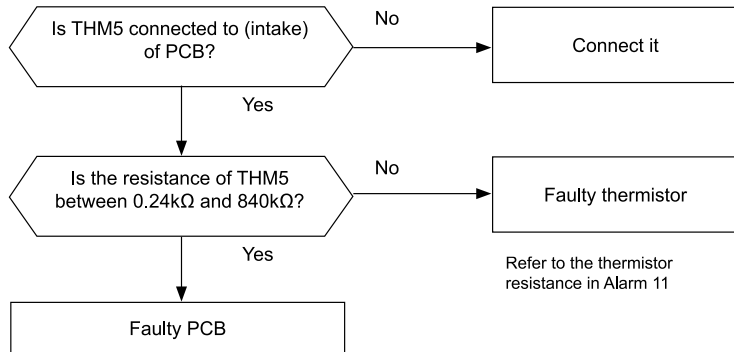 Is THM5 connected to (intake)
of PCB?
No
Connect it
Yes
Is the resistance of THM5
between 0.24kΩ and 840kΩ?
No
Faulty thermistor
Yes
Refer to the thermistor
resistance in Alarm 11
Faulty PCB